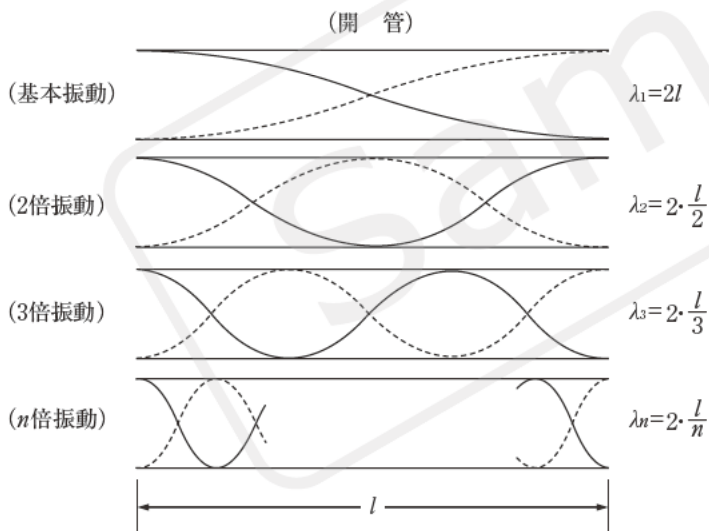 (開 管)
(基本振動) λ₁=2l
(2倍振動) λ₂=2·l/2
(3倍振動) λ₃=2·l/3
(n倍振動) λn=2·l/n
l
Sam